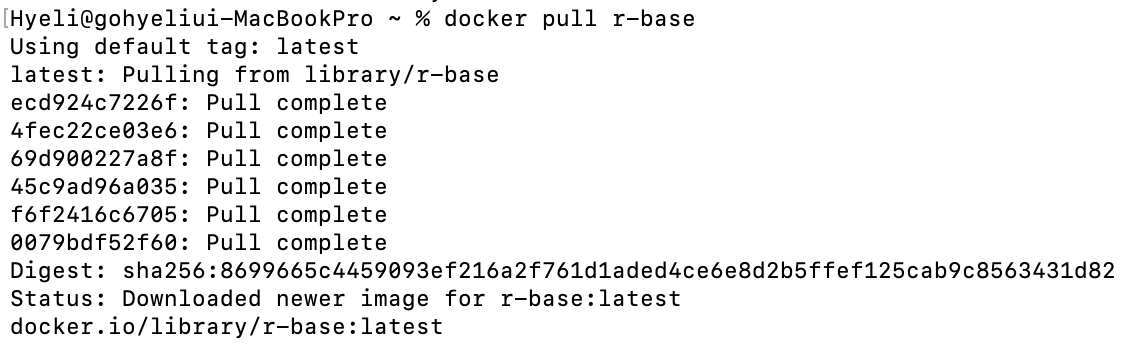 [Hyeli@gohyeliui-MacBookPro ~ % docker pull r-base
Using default tag: latest
latest: Pulling from library/r-base
ecd924c7226f: Pull complete
4fec22ce03e6: Pull complete
69d900227a8f: Pull complete
45c9ad96a035: Pull complete
f6f2416c6705: Pull complete
0079bdf52f60: Pull complete
Digest: sha256:8699665c4459093ef216a2f761d1aded4ce6e8d2b5ffef125cab9c8563431d82
Status: Downloaded newer image for r-base:latest
docker.io/library/r-base:latest